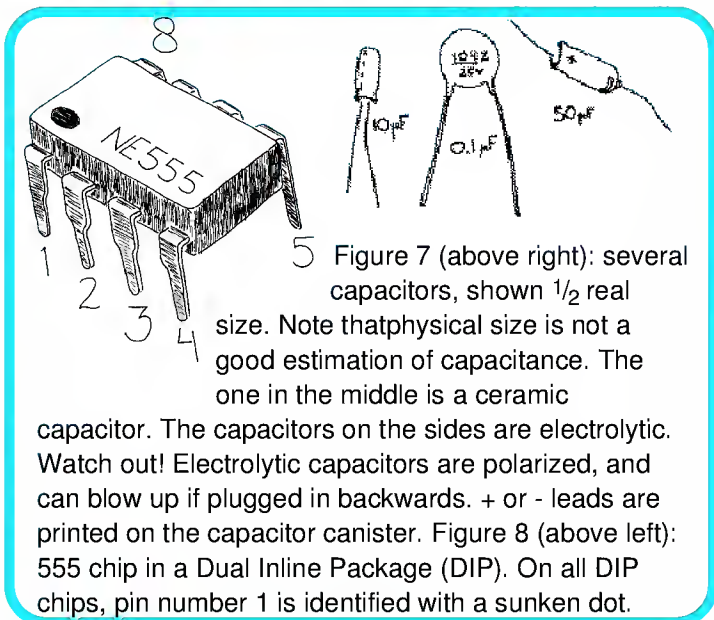 8
NE555
1
2
3
4
5
10µF
104Z
25V
0.1µF
+
50µF
Figure 7 (above right): several
capacitors, shown 1/2 real
size. Note thatphysical size is not a
good estimation of capacitance. The
one in the middle is a ceramic
capacitor. The capacitors on the sides are electrolytic.
Watch out! Electrolytic capacitors are polarized, and
can blow up if plugged in backwards. + or - leads are
printed on the capacitor canister. Figure 8 (above left):
555 chip in a Dual Inline Package (DIP). On all DIP
chips, pin number 1 is identified with a sunken dot.